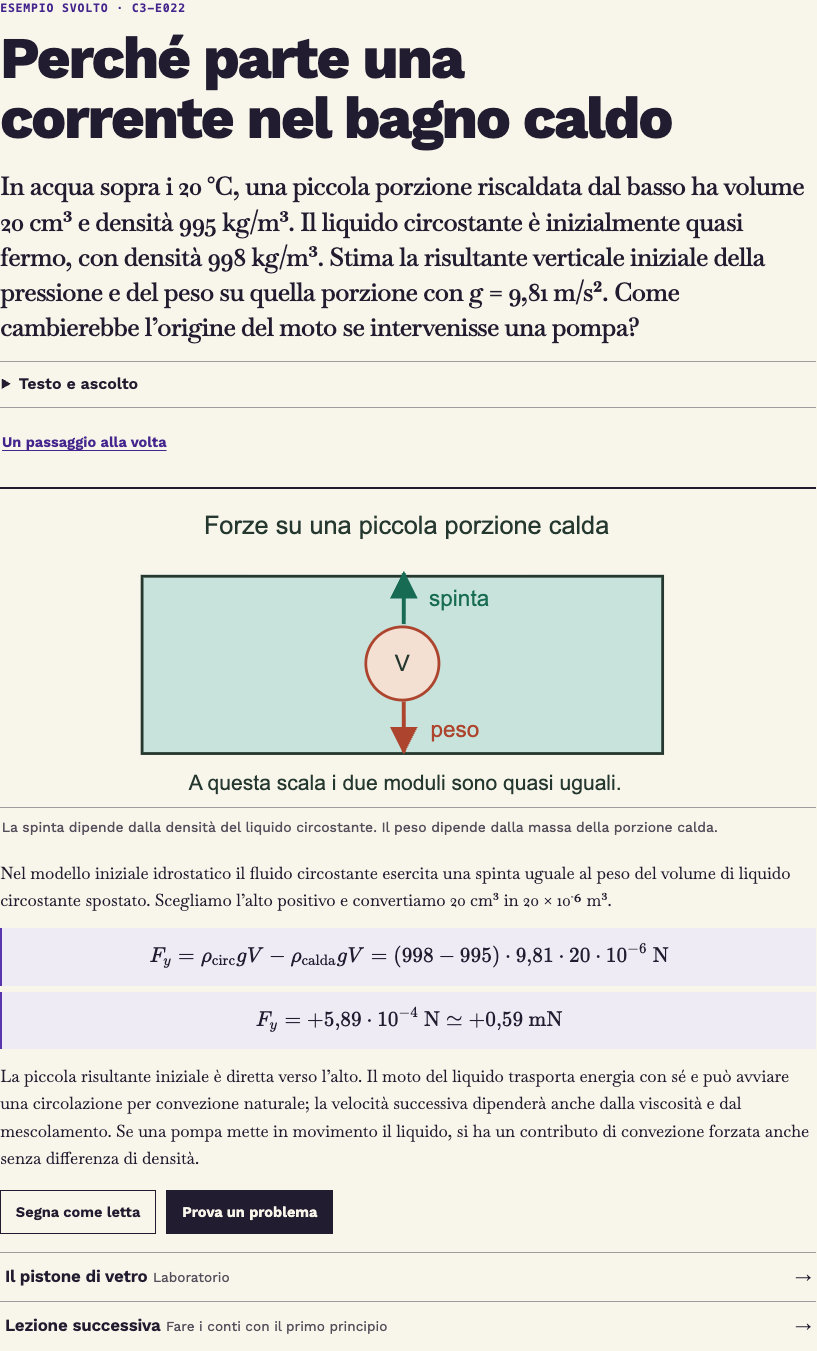 ESEMPIO SVOLTO · C3–E022
Perché parte una
corrente nel bagno caldo
In acqua sopra i 20 °C, una piccola porzione riscaldata dal basso ha volume
20 cm³ e densità 995 kg/m³. Il liquido circostante è inizialmente quasi
fermo, con densità 998 kg/m³. Stima la risultante verticale iniziale della
pressione e del peso su quella porzione con g = 9,81 m/s². Come
cambierebbe l’origine del moto se intervenisse una pompa?
▶ Testo e ascolto
Un passaggio alla volta
Forze su una piccola porzione calda
spinta
V
peso
A questa scala i due moduli sono quasi uguali.
La spinta dipende dalla densità del liquido circostante. Il peso dipende dalla massa della porzione calda.
Nel modello iniziale idrostatico il fluido circostante esercita una spinta uguale al peso del volume di liquido
circostante spostato. Scegliamo l’alto positivo e convertiamo 20 cm³ in 20 × 10⁻⁶ m³.
F_y = ρ_circ gV − ρ_calda gV = (998 − 995) · 9,81 · 20 · 10⁻⁶ N
F_y = +5,89 · 10⁻⁴ N ≃ +0,59 mN
La piccola risultante iniziale è diretta verso l’alto. Il moto del liquido trasporta energia con sé e può avviare
una circolazione per convezione naturale; la velocità successiva dipenderà anche dalla viscosità e dal
mescolamento. Se una pompa mette in movimento il liquido, si ha un contributo di convezione forzata anche
senza differenza di densità.
Segna come letta
Prova un problema
Il pistone di vetro Laboratorio →
Lezione successiva Fare i conti con il primo principio →